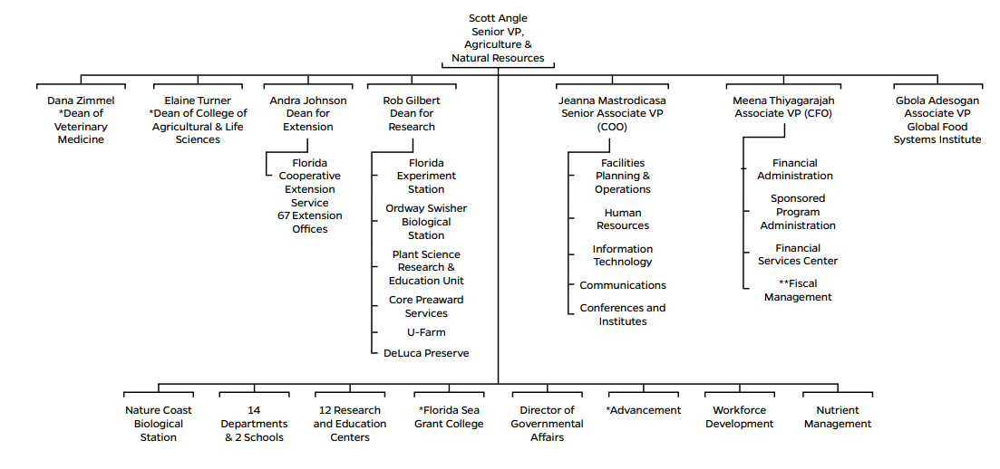 Scott Angle
Senior VP,
Agriculture &
Natural Resources
Dana Zimmel
*Dean of
Veterinary
Medicine
Elaine Turner
*Dean of College of
Agricultural & Life
Sciences
Andra Johnson
Dean for
Extension
Florida
Cooperative
Extension
Service
67 Extension
Offices
Rob Gilbert
Dean for
Research
Florida
Experiment
Station
Ordway Swisher
Biological
Station
Plant Science
Research &
Education Unit
Core Preaward
Services
U-Farm
DeLuca Preserve
Jeanna Mastrodicasa
Senior Associate VP
(COO)
Facilities
Planning &
Operations
Human
Resources
Information
Technology
Communications
Conferences and
Institutes
Meena Thiyagarajah
Associate VP (CFO)
Financial
Administration
Sponsored
Program
Administration
Financial
Services Center
**Fiscal
Management
Gbola Adesogan
Associate VP
Global Food
Systems Institute
Nature Coast
Biological
Station
14
Departments
& 2 Schools
12 Research
and Education
Centers
*Florida Sea
Grant College
Director of
Governmental
Affairs
*Advancement
Workforce
Development
Nutrient
Management